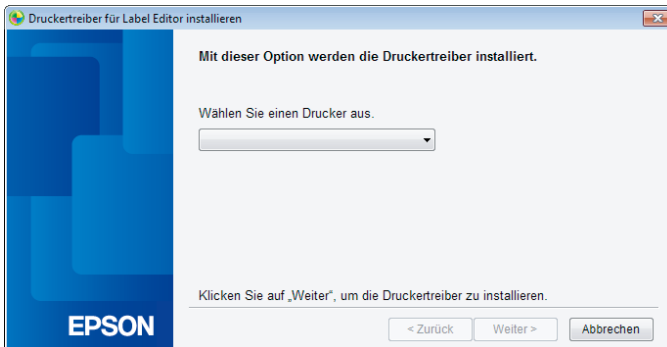 Druckertreiber für Label Editor installieren
Mit dieser Option werden die Druckertreiber installiert.
Wählen Sie einen Drucker aus.
Klicken Sie auf „Weiter“, um die Druckertreiber zu installieren.
EPSON
< Zurück
Weiter >
Abbrechen